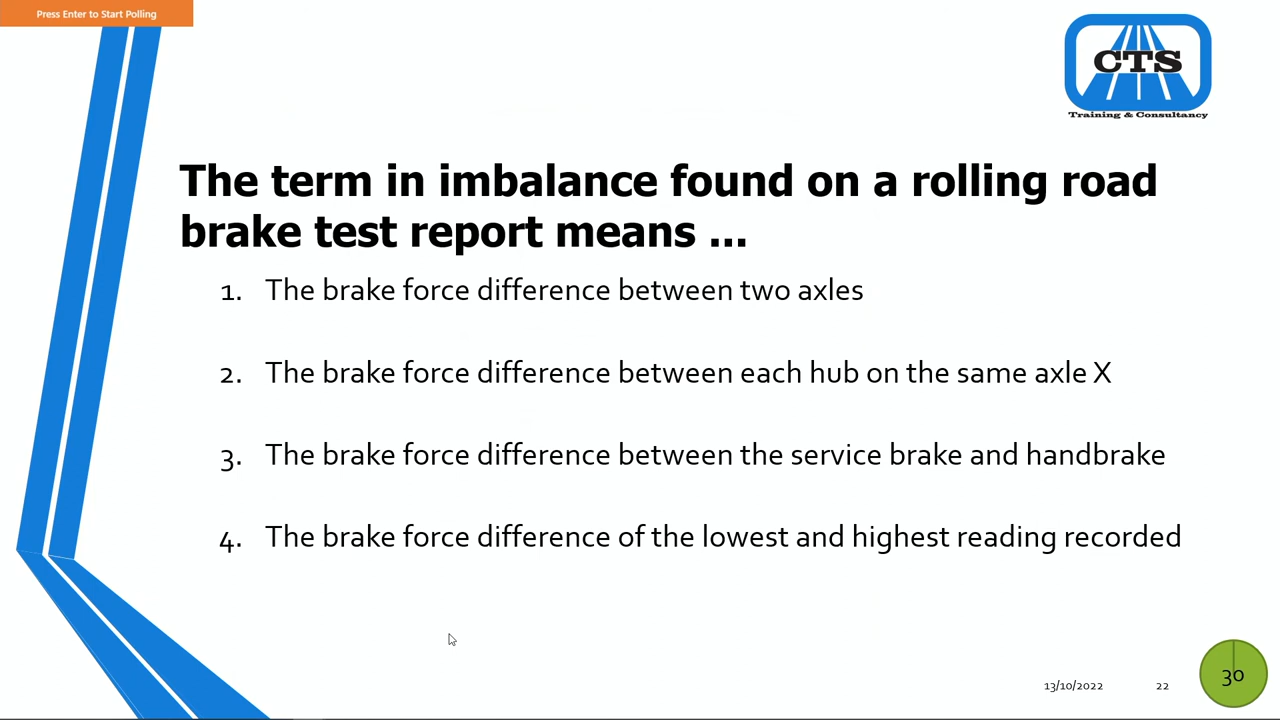 Press Enter to Start Polling
CTS
Training & Consultancy
The term in imbalance found on a rolling road
brake test report means ...
1. The brake force difference between two axles
2. The brake force difference between each hub on the same axle X
3. The brake force difference between the service brake and handbrake
4. The brake force difference of the lowest and highest reading recorded
13/10/2022
22
30